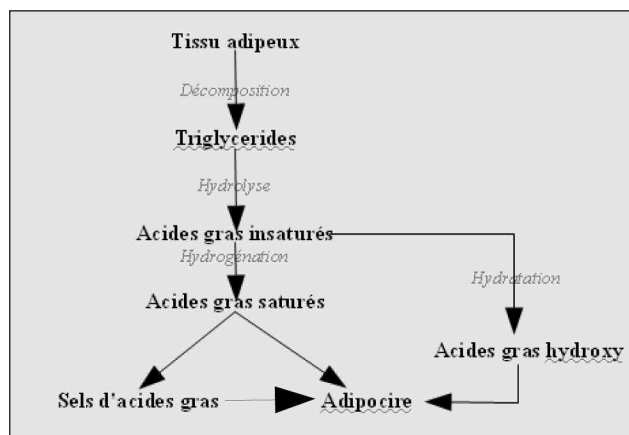 Tissu adipeux
Décomposition
Triglycerides
Hydrolyse
Acides gras insaturés
Hydrogénation
Hydratation
Acides gras saturés
Acides gras hydroxy
Sels d'acides gras
Adipocire